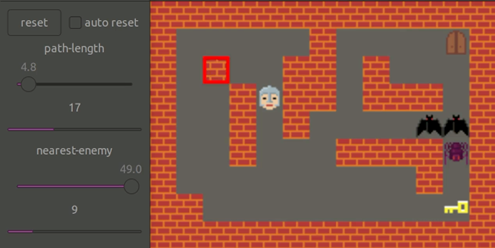 reset auto reset
path-length
4.8
17
nearest-enemy
49.0
9